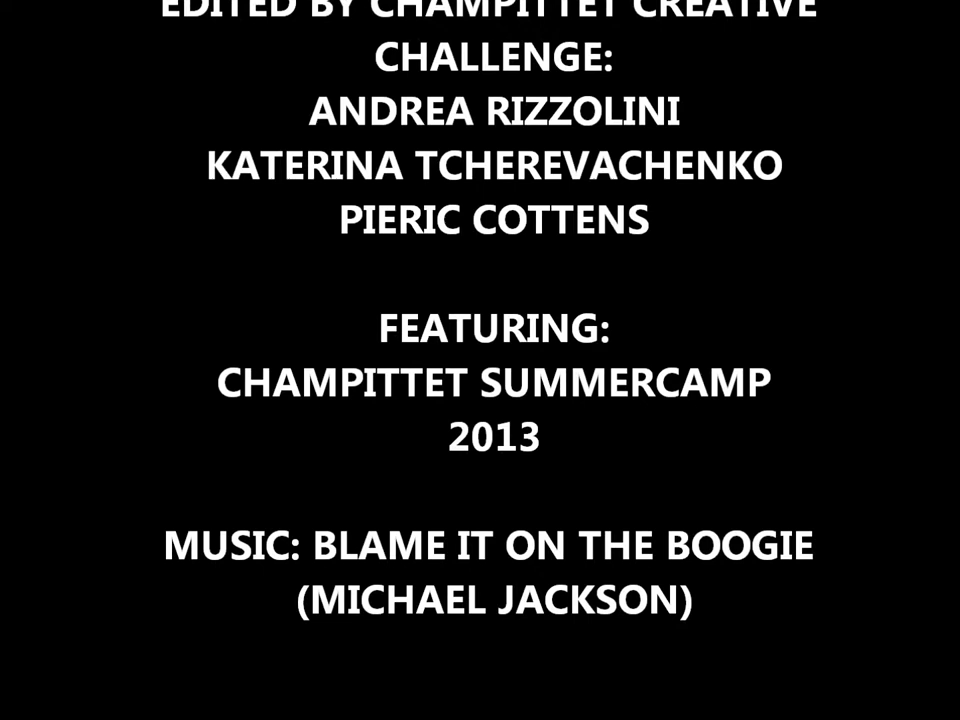 EDITED BY CHAMPITTET CREATIVE
CHALLENGE:
ANDREA RIZZOLINI
KATERINA TCHEREVACHENKO
PIERIC COTTENS
FEATURING:
CHAMPITTET SUMMERCAMP
2013
MUSIC: BLAME IT ON THE BOOGIE
(MICHAEL JACKSON)